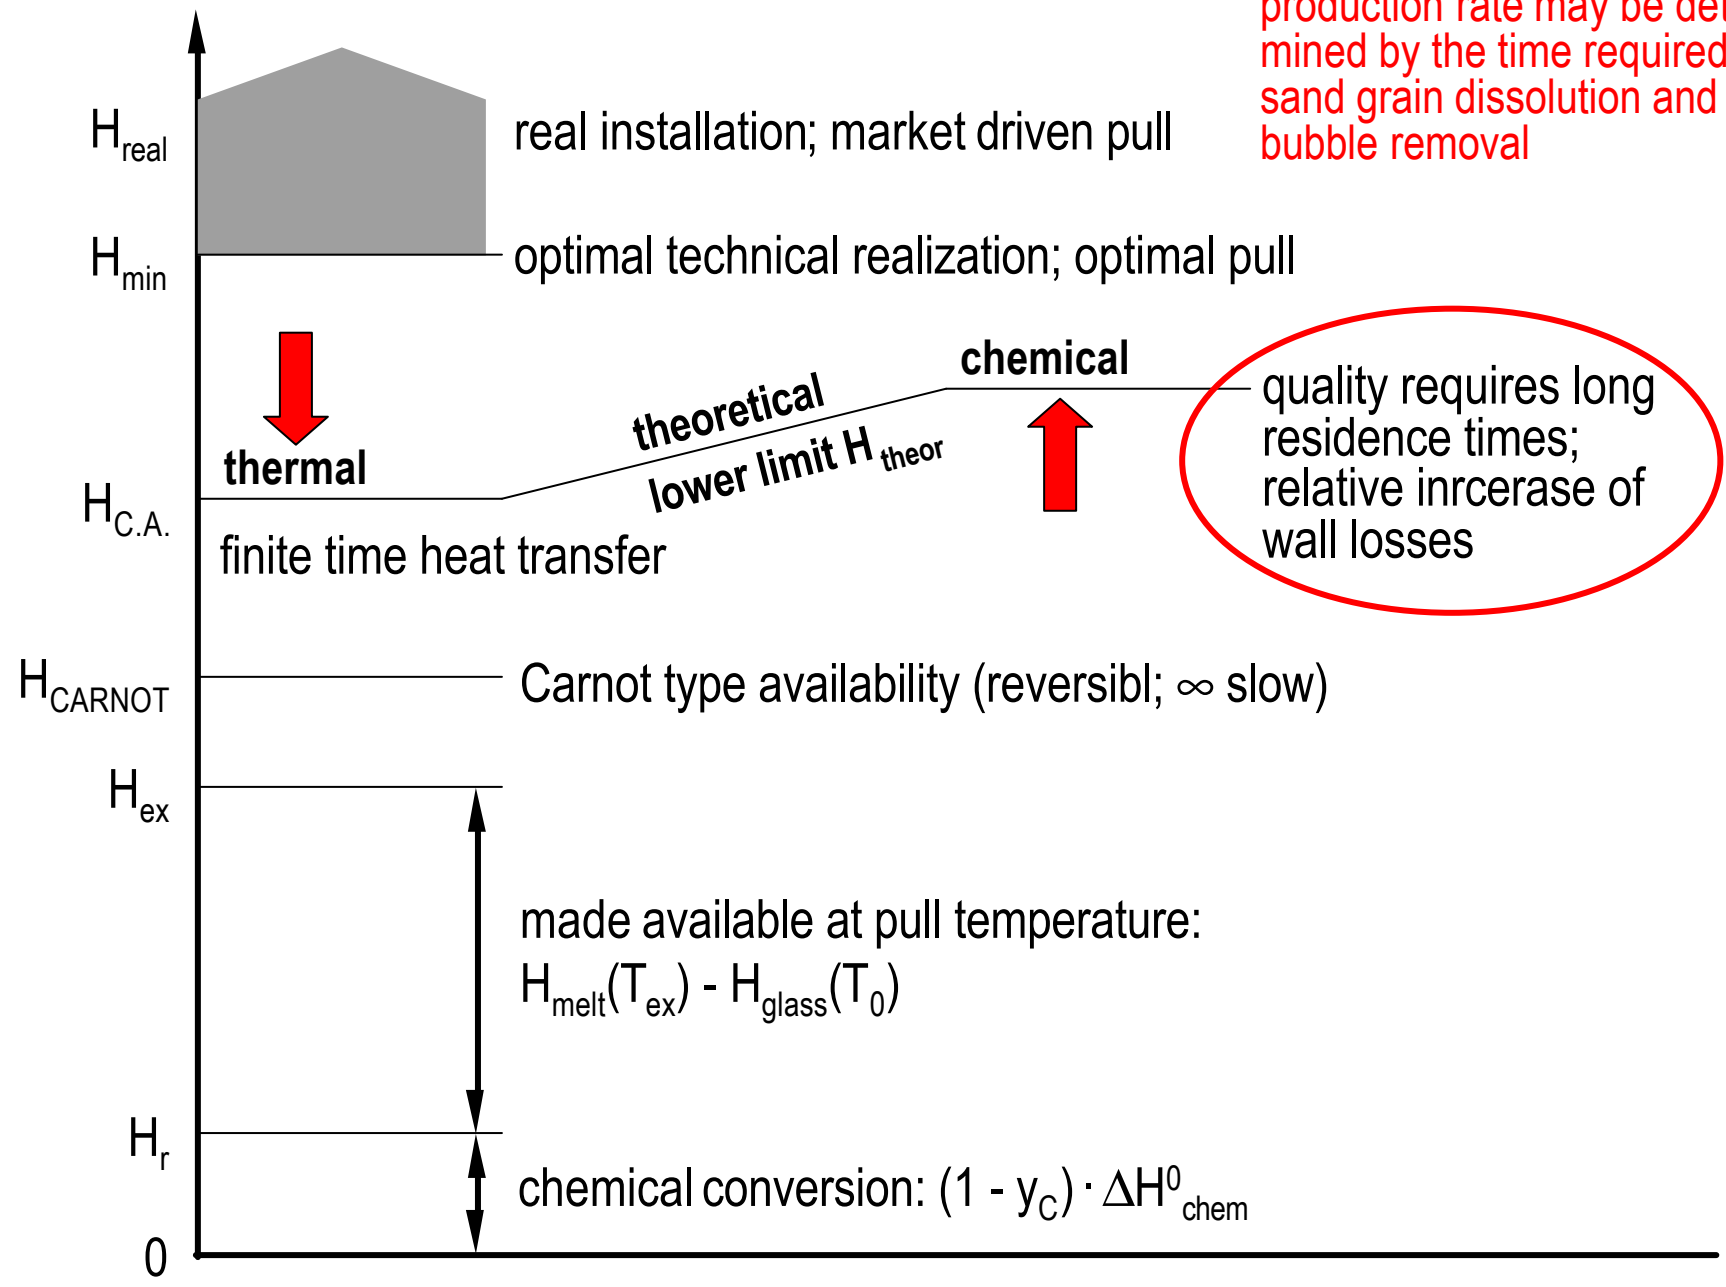 production rate may be det
mined by the time required
sand grain dissolution and
bubble removal
H_real
real installation; market driven pull
H_min
optimal technical realization; optimal pull
chemical
theoretical
lower limit H_theor
thermal
quality requires long
residence times;
relative inrcerase of
wall losses
H_C.A.
finite time heat transfer
H_CARNOT
Carnot type availability (reversibl; ∞ slow)
H_ex
made available at pull temperature:
H_melt(T_ex) - H_glass(T_0)
H_r
chemical conversion: (1 - y_C) · ΔH^0_chem
0